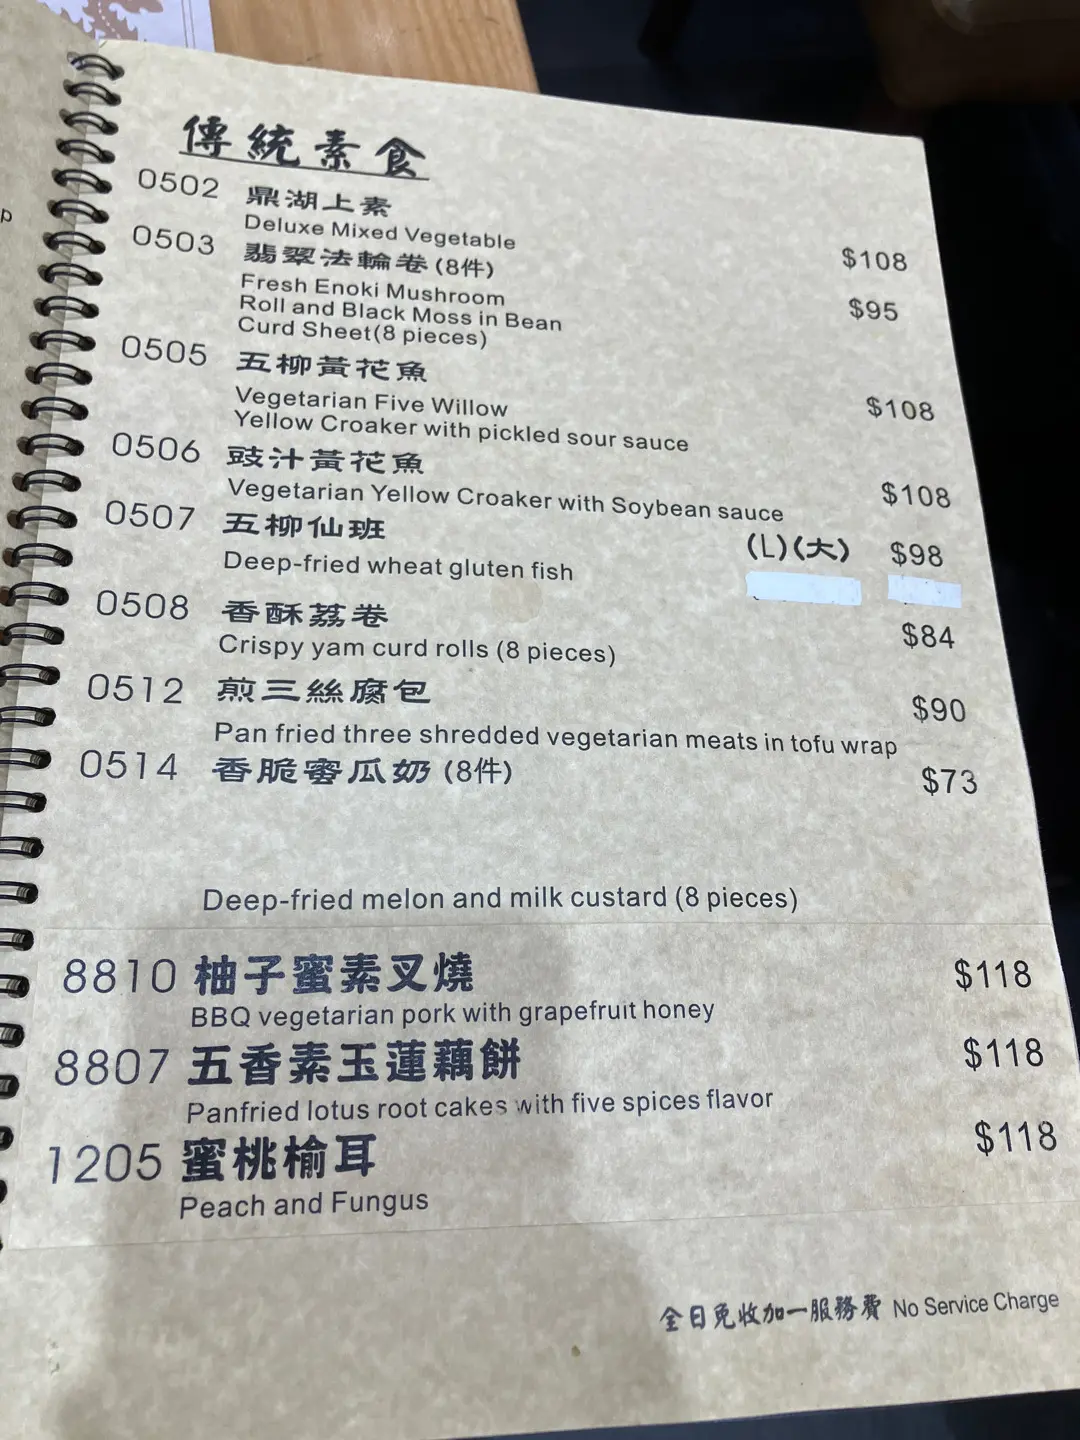 傳統素食
0502 鼎湖上素
Deluxe Mixed Vegetable $108
0503 翡翠法輪卷(8件)
Fresh Enoki Mushroom $95
Roll and Black Moss in Bean
Curd Sheet(8 pieces)
0505 五柳黃花魚
Vegetarian Five Willow $108
Yellow Croaker with pickled sour sauce
0506 豉汁黃花魚
Vegetarian Yellow Croaker with Soybean sauce $108
0507 五柳仙班 (L)(大) $98
Deep-fried wheat gluten fish
0508 香酥荔卷 $84
Crispy yam curd rolls (8 pieces)
0512 煎三絲腐包 $90
Pan fried three shredded vegetarian meats in tofu wrap
0514 香脆蜜瓜奶 (8件) $73
Deep-fried melon and milk custard (8 pieces)
8810 柚子蜜素叉燒 $118
BBQ vegetarian pork with grapefruit honey
8807 五香素玉蓮藕餅 $118
Panfried lotus root cakes with five spices flavor
1205 蜜桃榆耳 $118
Peach and Fungus
全日免收加一服務費 No Service Charge